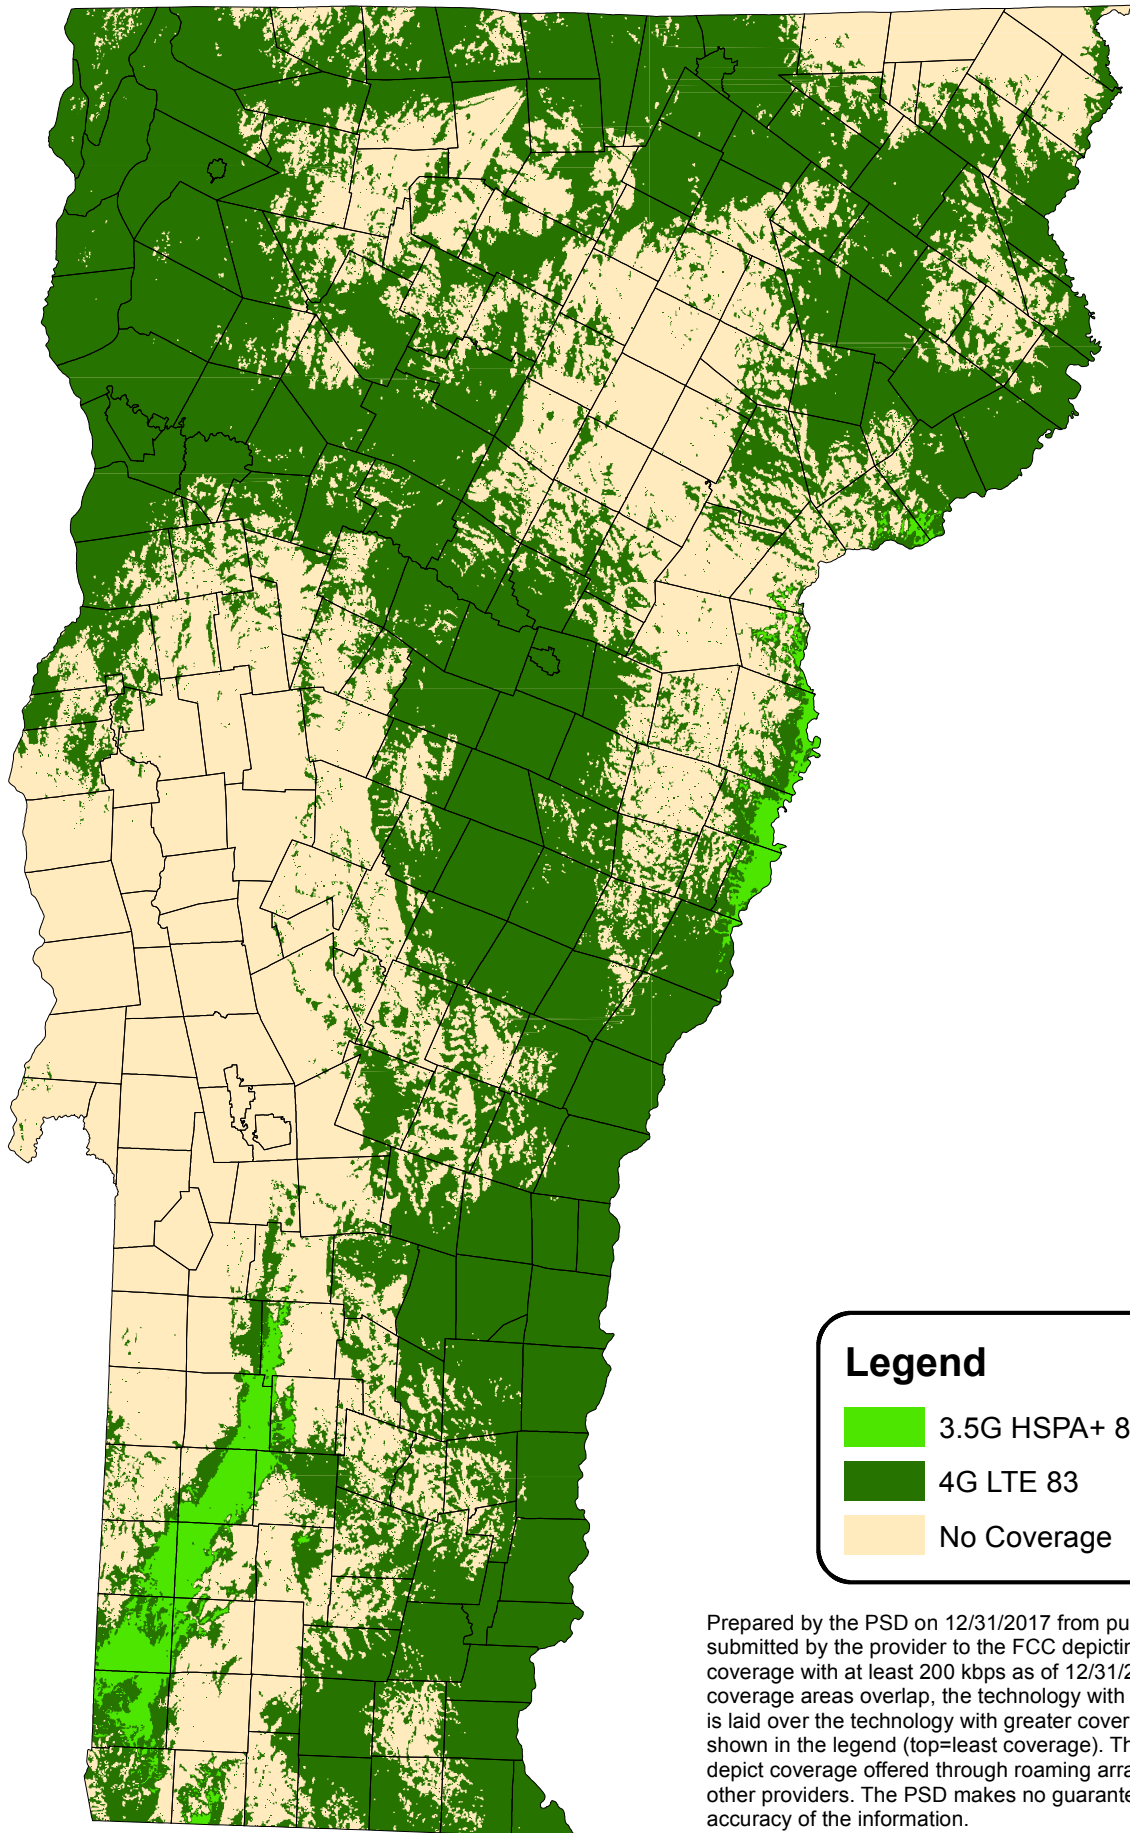 Legend
3.5G HSPA+ 8
4G LTE 83
No Coverage
Prepared by the PSD on 12/31/2017 from pu
submitted by the provider to the FCC depictin
coverage with at least 200 kbps as of 12/31/2
coverage areas overlap, the technology with
is laid over the technology with greater cover
shown in the legend (top=least coverage). Th
depict coverage offered through roaming arra
other providers. The PSD makes no guarante
accuracy of the information.